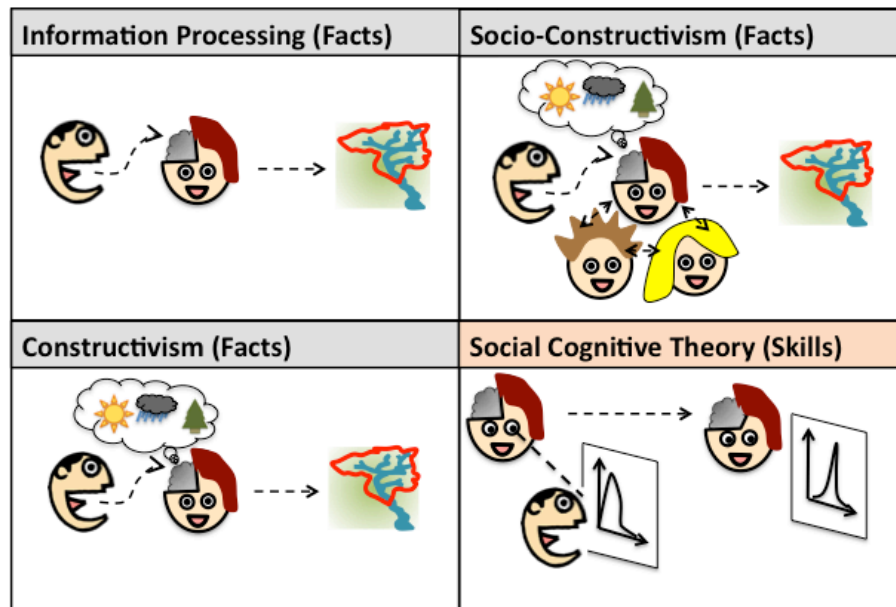 Information Processing (Facts)
Socio-Constructivism (Facts)
Constructivism (Facts)
Social Cognitive Theory (Skills)